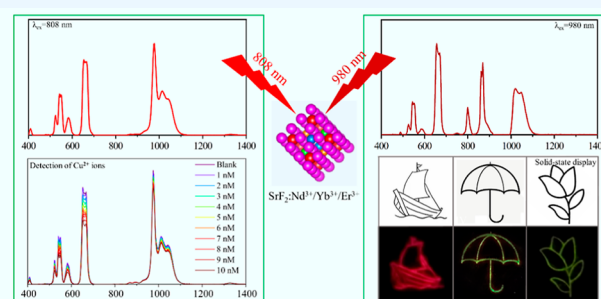 λex=808 nm
400 600 800 1000 1200 1400
Detection of Cu²⁺ ions
Blank
1 nM
2 nM
3 nM
4 nM
5 nM
6 nM
7 nM
8 nM
9 nM
10 nM
400 600 800 1000 1200 1400
808 nm
980 nm
SrF₂:Nd³⁺/Yb³⁺/Er³⁺
λex=980 nm
400 600 800 1000 1200 1400
Solid-state display